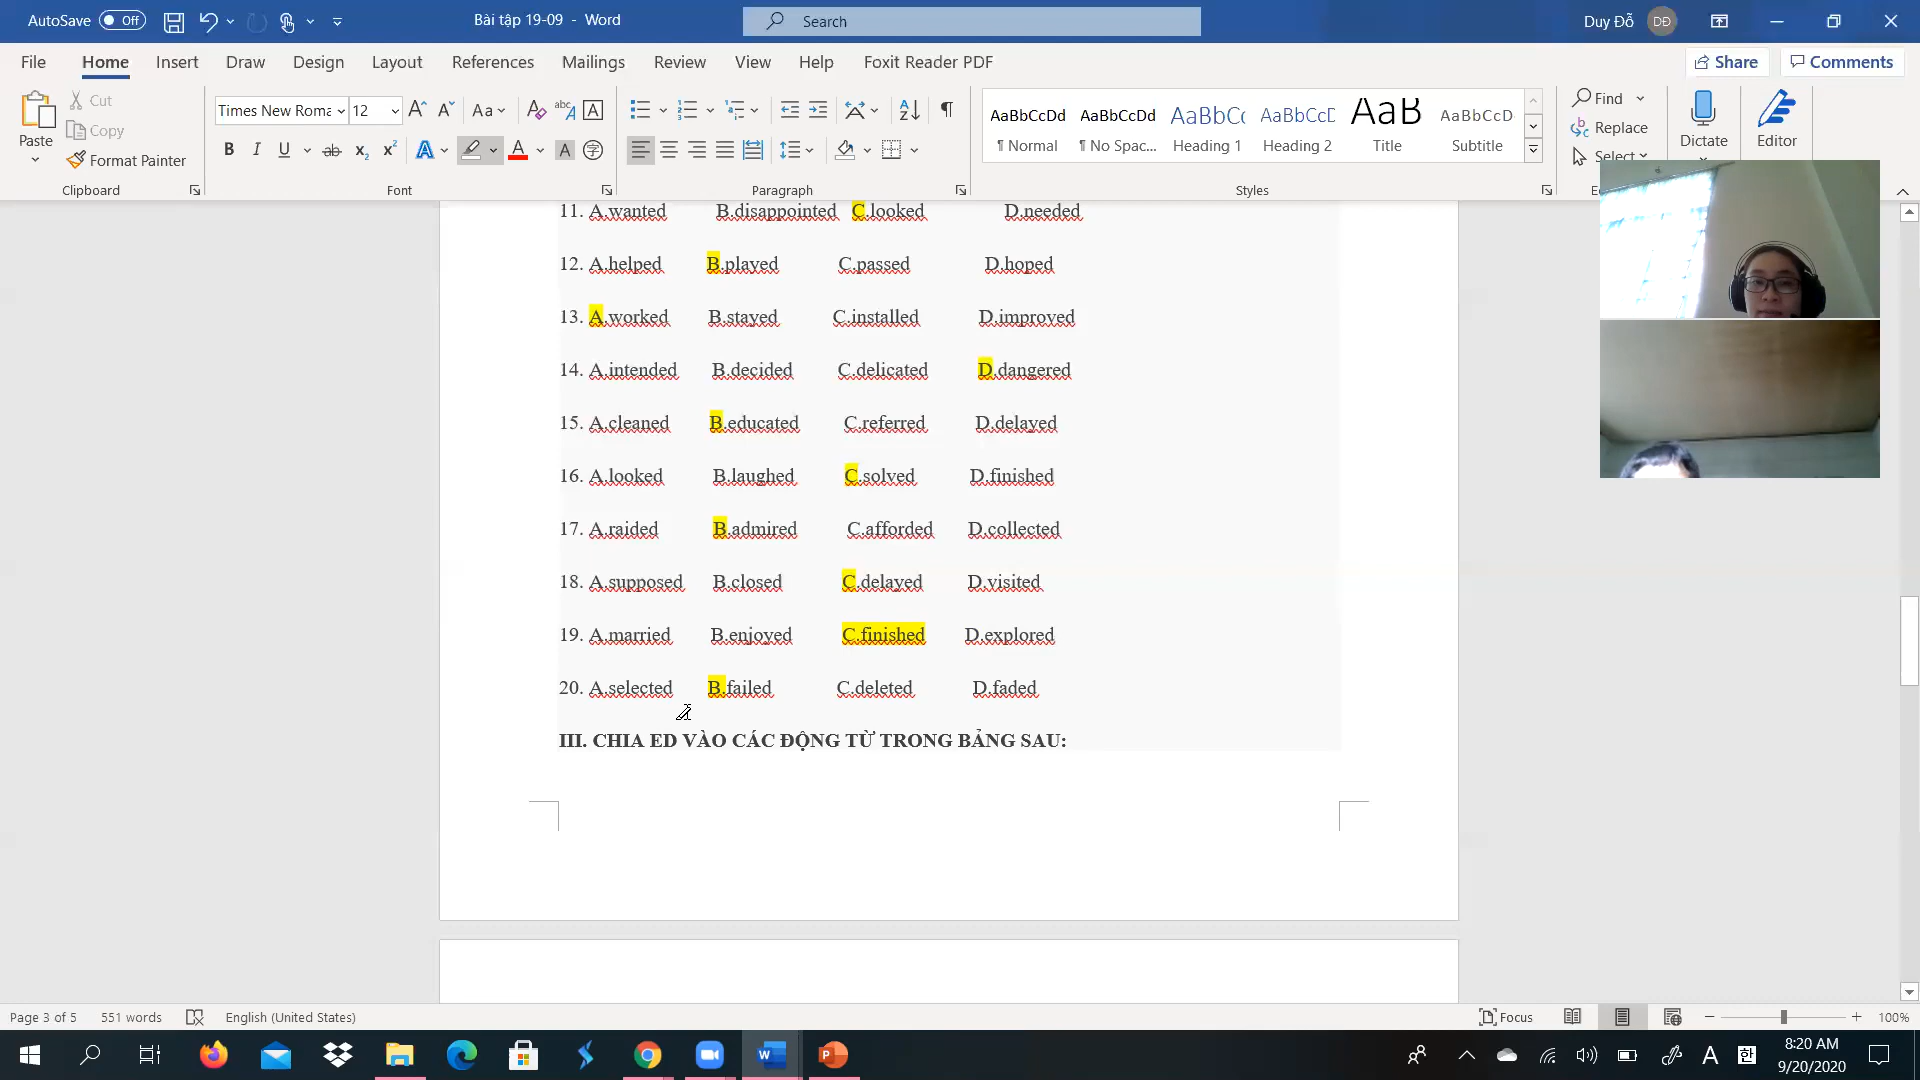 AutoSave Off Bài tập 19-09 - Word Search Duy Đỗ DĐ
File Home Insert Draw Design Layout References Mailings Review View Help Foxit Reader PDF Share Comments
Paste Cut Copy Format Painter Clipboard
Times New Roma 12 Font
Paragraph
AaBbCcDd AaBbCcDd AaBbCc AaBbCcD AaB AaBbCcD
¶ Normal ¶ No Spac... Heading 1 Heading 2 Title Subtitle
Styles
Find Replace Select
Dictate Editor
11. A.wanted B.disappointed C.looked D.needed
12. A.helped B.played C.passed D.hoped
13. A.worked B.stayed C.installed D.improved
14. A.intended B.decided C.delicated D.dangered
15. A.cleaned B.educated C.referred D.delayed
16. A.looked B.laughed C.solved D.finished
17. A.raided B.admired C.afforded D.collected
18. A.supposed B.closed C.delayed D.visited
19. A.married B.enjoyed C.finished D.explored
20. A.selected B.failed C.deleted D.faded
III. CHIA ED VÀO CÁC ĐỘNG TỪ TRONG BẢNG SAU:
Page 3 of 5 551 words English (United States) Focus 100%
A 한 8:20 AM
9/20/2020